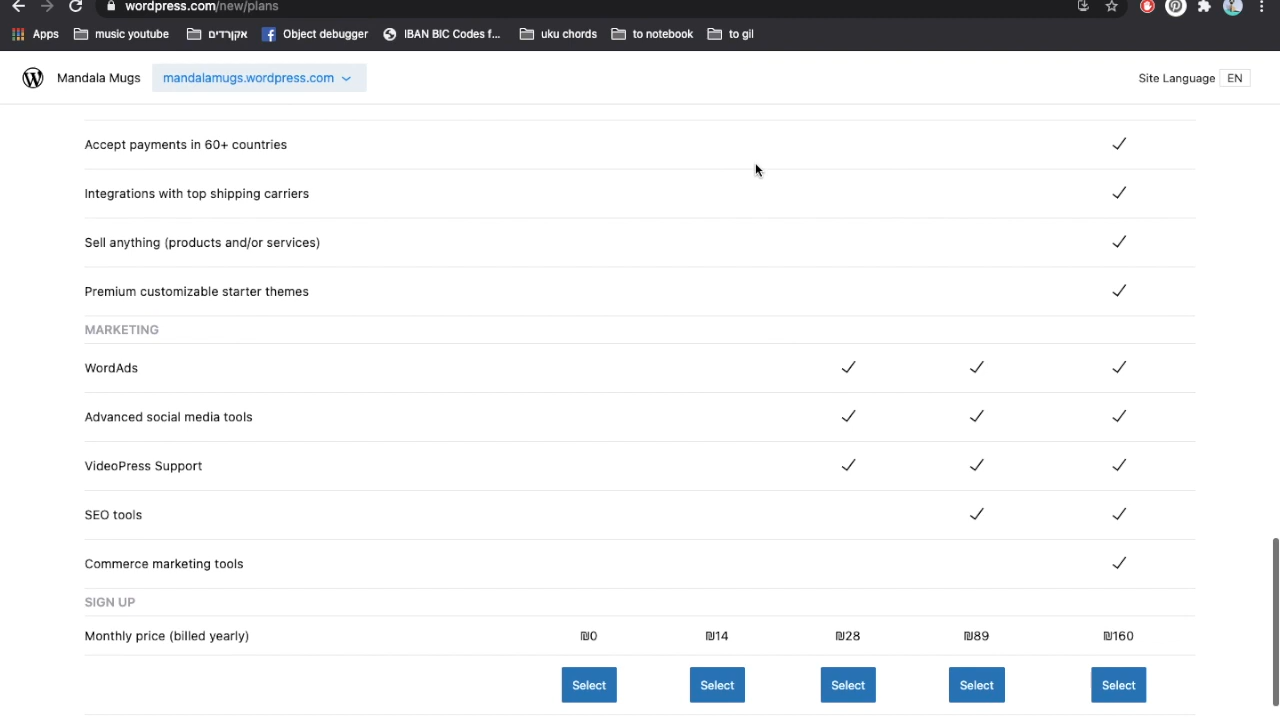 wordpress.com/new/plans
Apps music youtube אקורדים Object debugger IBAN BIC Codes f... uku chords to notebook to gil
Mandala Mugs mandalamugs.wordpress.com Site Language EN
Accept payments in 60+ countries
Integrations with top shipping carriers
Sell anything (products and/or services)
Premium customizable starter themes
MARKETING
WordAds
Advanced social media tools
VideoPress Support
SEO tools
Commerce marketing tools
SIGN UP
Monthly price (billed yearly) ₪0 ₪14 ₪28 ₪89 ₪160
Select Select Select Select Select